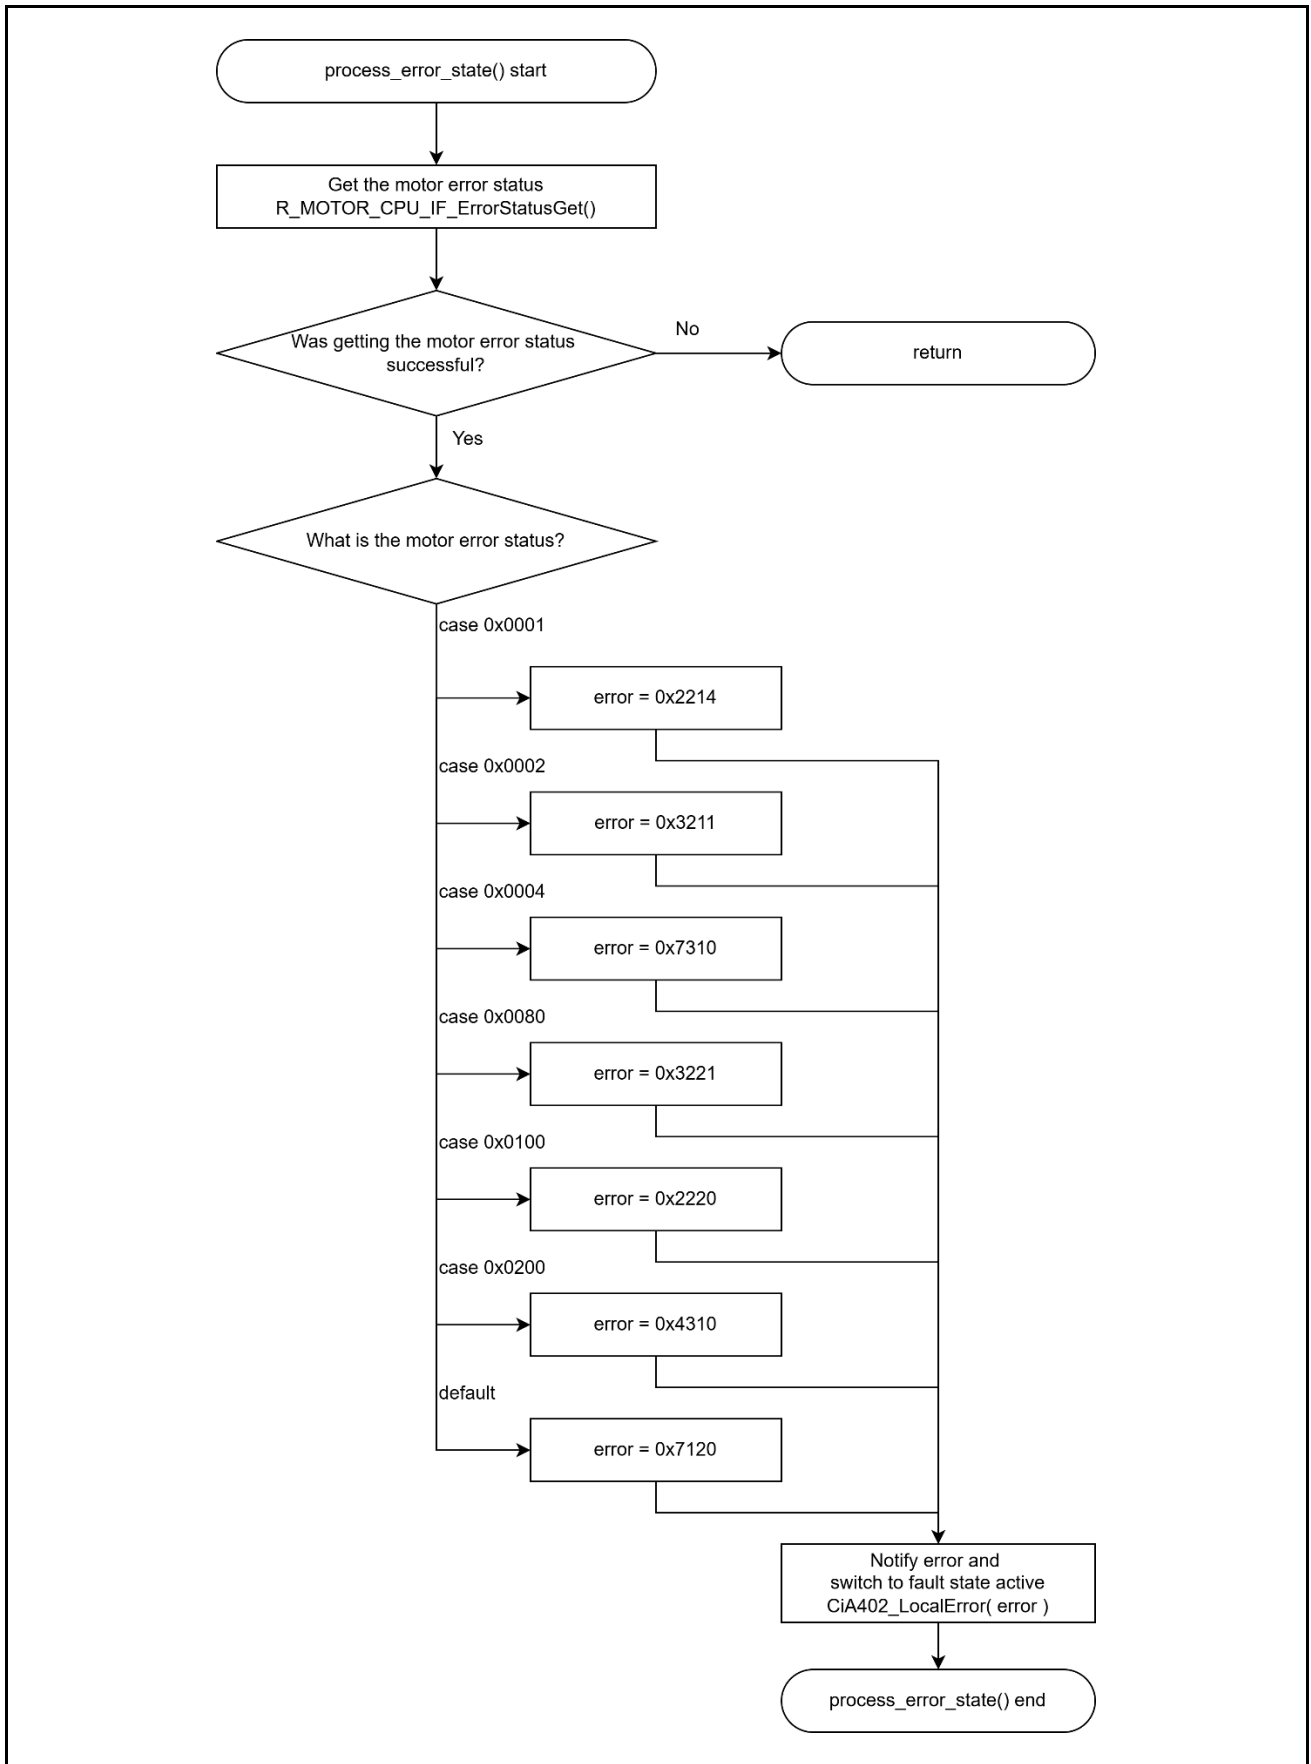 process_error_state() start
Get the motor error status
R_MOTOR_CPU_IF_ErrorStatusGet()
Was getting the motor error status
successful?
No
return
Yes
What is the motor error status?
case 0x0001
error = 0x2214
case 0x0002
error = 0x3211
case 0x0004
error = 0x7310
case 0x0080
error = 0x3221
case 0x0100
error = 0x2220
case 0x0200
error = 0x4310
default
error = 0x7120
Notify error and
switch to fault state active
CiA402_LocalError( error )
process_error_state() end